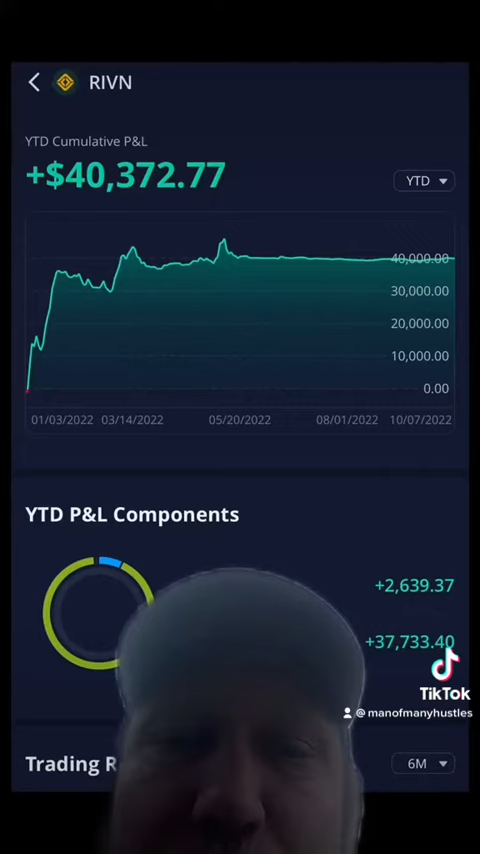 RIVN
YTD Cumulative P&L
+$40,372.77
YTD
40,000.00
30,000.00
20,000.00
10,000.00
0.00
01/03/2022 03/14/2022 05/20/2022 08/01/2022 10/07/2022
YTD P&L Components
+2,639.37
+37,733.40
TikTok
@ manofmanyhustles
Trading
6M